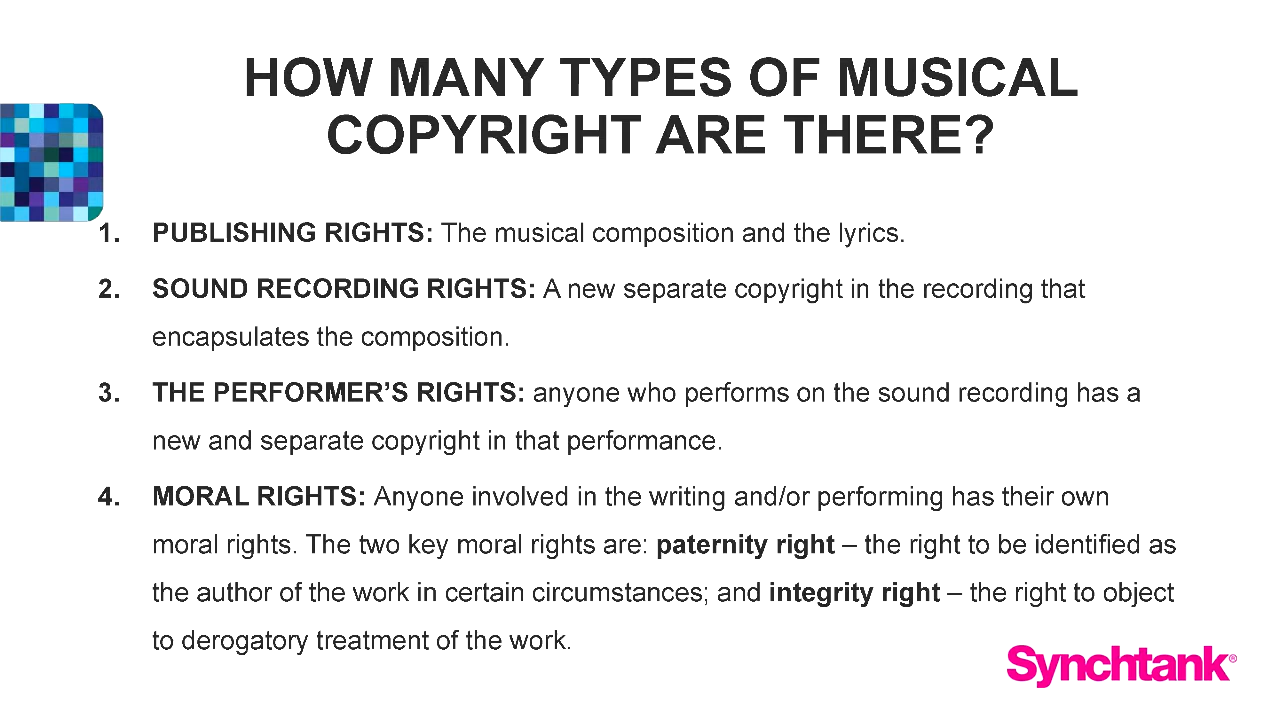 HOW MANY TYPES OF MUSICAL
COPYRIGHT ARE THERE?
1. PUBLISHING RIGHTS: The musical composition and the lyrics.
2. SOUND RECORDING RIGHTS: A new separate copyright in the recording that
encapsulates the composition.
3. THE PERFORMER’S RIGHTS: anyone who performs on the sound recording has a
new and separate copyright in that performance.
4. MORAL RIGHTS: Anyone involved in the writing and/or performing has their own
moral rights. The two key moral rights are: paternity right – the right to be identified as
the author of the work in certain circumstances; and integrity right – the right to object
to derogatory treatment of the work.
Synchtank®